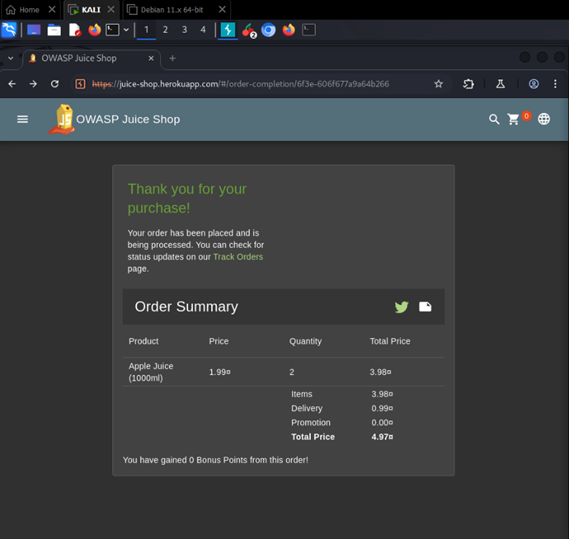 Home
KALI
Debian 11.x 64-bit
1 2 3 4
2
OWASP Juice Shop
https://juice-shop.herokuapp.com/#/order-completion/6f3e-606f677a9a64b266
OWASP Juice Shop
0
Thank you for your
purchase!
Your order has been placed and is
being processed. You can check for
status updates on our Track Orders
page.
Order Summary
Product Price Quantity Total Price
Apple Juice
(1000ml) 1.99¤ 2 3.98¤
Items 3.98¤
Delivery 0.99¤
Promotion 0.00¤
Total Price 4.97¤
You have gained 0 Bonus Points from this order!